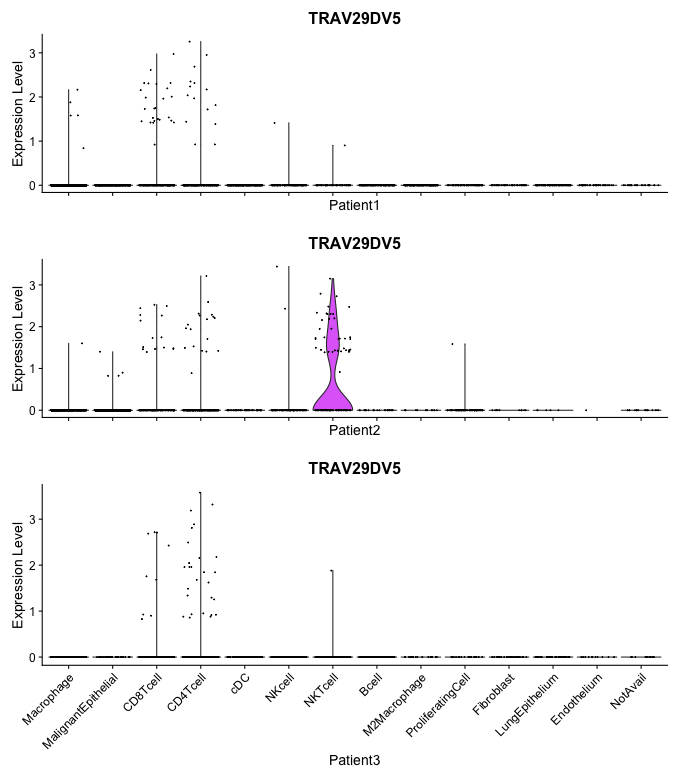 TRAV29DV5
Expression Level
3
2
1
0
Patient1
TRAV29DV5
Expression Level
3
2
1
0
Patient2
TRAV29DV5
Expression Level
3
2
1
0
Macrophage
MalignantEpithelial
CD8Tcell
CD4Tcell
cDC
NKcell
NKTcell
Bcell
M2Macrophage
ProliferatingCell
Fibroblast
LungEpithelium
Endothelium
NotAvail
Patient3